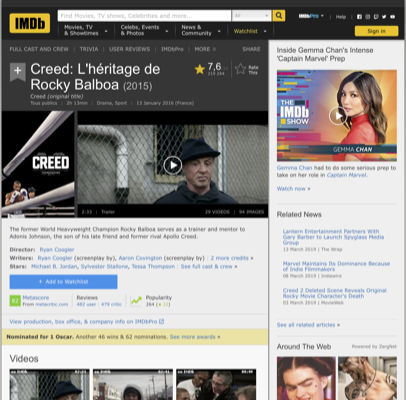 IMDb
Find Movies, TV shows, Celebrities and more...
All
IMDbPro
Help
Movies, TV
& Showtimes
Celebs, Events
& Photos
News &
Community
Watchlist
Sign in
FULL CAST AND CREW | TRIVIA | USER REVIEWS | IMDbPro | MORE
SHARE
Creed: L'héritage de
Rocky Balboa (2015)
Creed (original title)
Tous publics | 2h 13min | Drama, Sport | 13 January 2016 (France)
7,6
Rate
This
CREED
2:33 | Trailer
29 VIDEOS | 94 IMAGES
The former World Heavyweight Champion Rocky Balboa serves as a trainer and mentor to
Adonis Johnson, the son of his late friend and former rival Apollo Creed.
Director: Ryan Coogler
Writers: Ryan Coogler (screenplay by), Aaron Covington (screenplay by) | 2 more credits »
Stars: Michael B. Jordan, Sylvester Stallone, Tessa Thompson | See full cast & crew »
+ Add to Watchlist
Metascore
From metacritic.com
Reviews
482 user | 479 critic
Popularity
View production, box office, & company info on IMDbPro
Nominated for 1 Oscar. Another 46 wins & 62 nominations. See more awards »
Videos
Inside Gemma Chan's Intense
'Captain Marvel' Prep
THE
IMDb
SHOW
GEMMA CHAN
Gemma Chan had to do some serious prep to
take on her role in Captain Marvel.
Watch now »
Related News
Lantern Entertainment Partners With
Gary Barber to Launch Spyglass Media
Group
13 March 2019 | The Wrap
Marvel Maintains Its Dominance Because
of Indie Filmmakers
08 March 2019 | Indiewire
Creed 2 Deleted Scene Reveals Original
Rocky Movie Character's Death
2 March 2019 | MovieWeb
See all related articles »
Around The Web | Powered by ZergNet